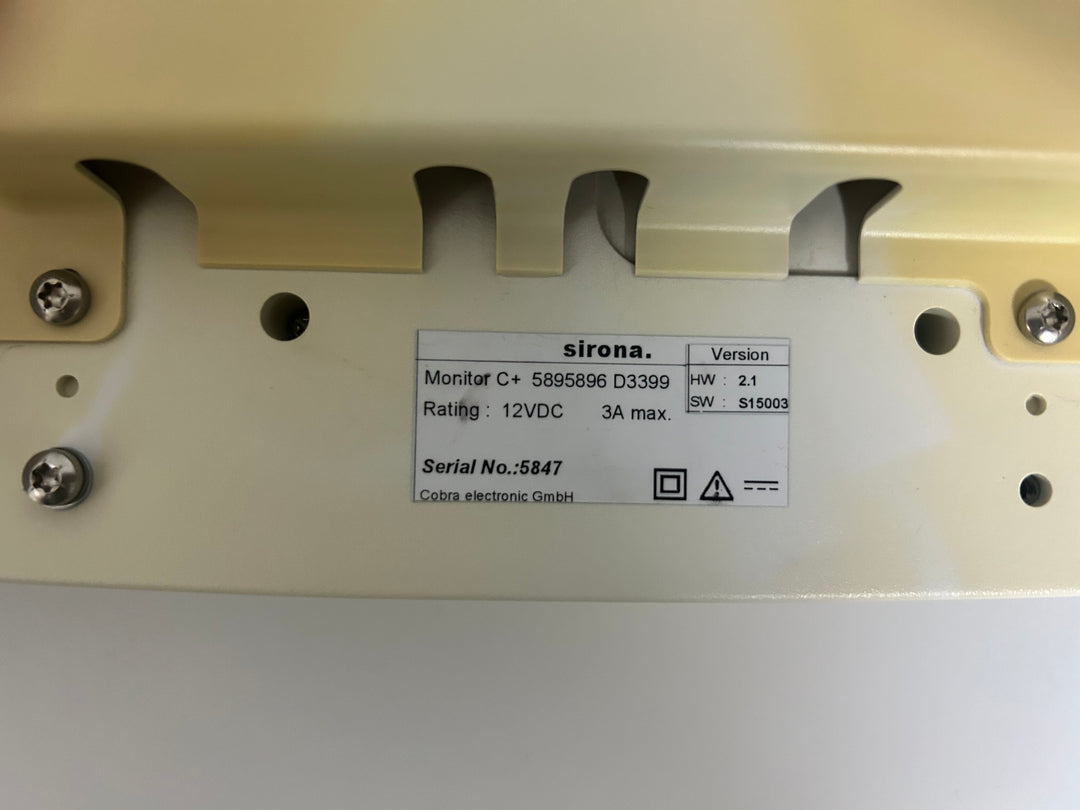 sirona.
Version
Monitor C+ 5895896 D3399
HW : 2.1
SW : S15003
Rating : 12VDC 3A max.
Serial No.:5847
Cobra electronic GmbH